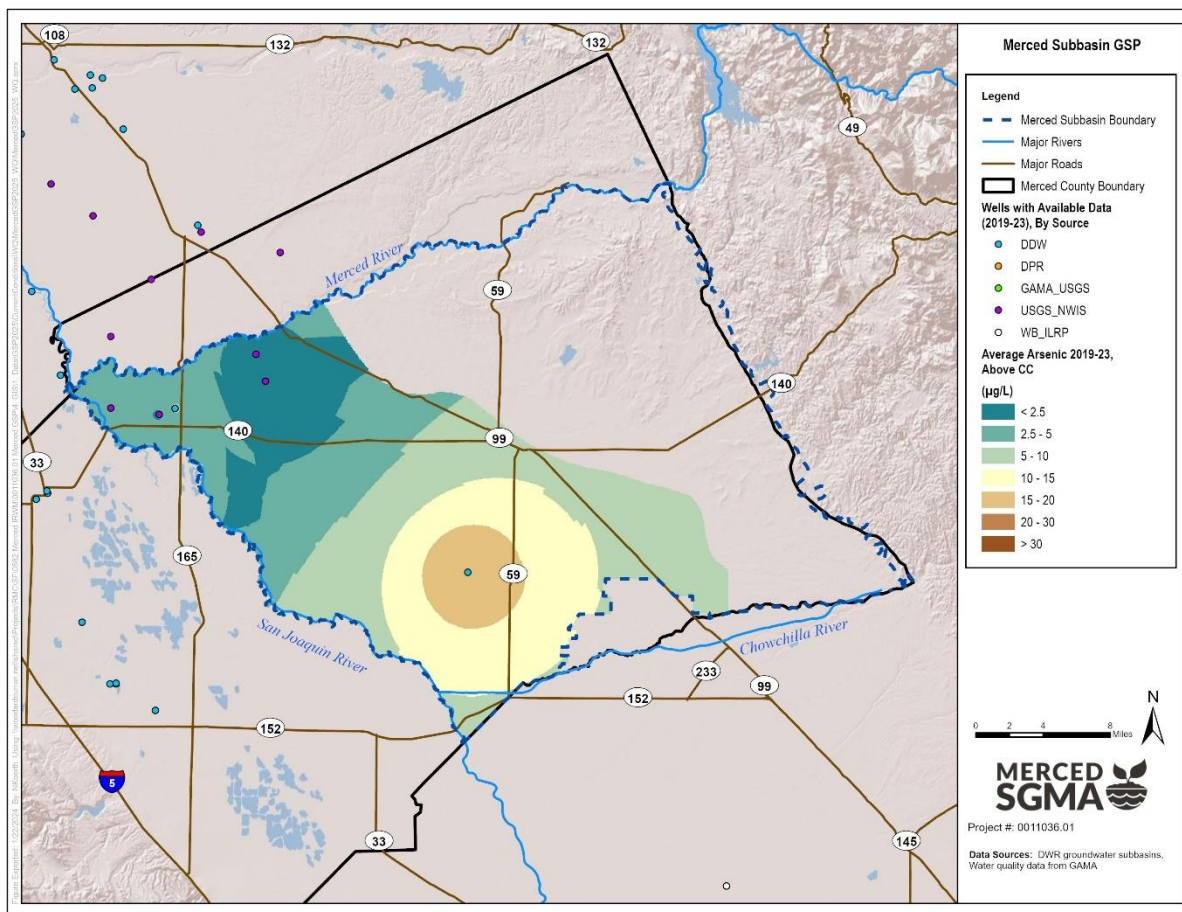 108
132
132
49
Merced River
59
140
99
140
33
165
59
San Joaquin River
Chowchilla River
233
99
152
152
5
33
145
Merced Subbasin GSP
Legend
Merced Subbasin Boundary
Major Rivers
Major Roads
Merced County Boundary
Wells with Available Data
(2019-23), By Source
DDW
DPR
GAMA_USGS
USGS_NWIS
WB_ILRP
Average Arsenic 2019-23,
Above CC
(µg/L)
< 2.5
2.5 - 5
5 - 10
10 - 15
15 - 20
20 - 30
> 30
N
0 2 4 8
Miles
MERCED
SGMA
Project #: 0011036.01
Data Sources: DWR groundwater subbasins,
Water quality data from GAMA